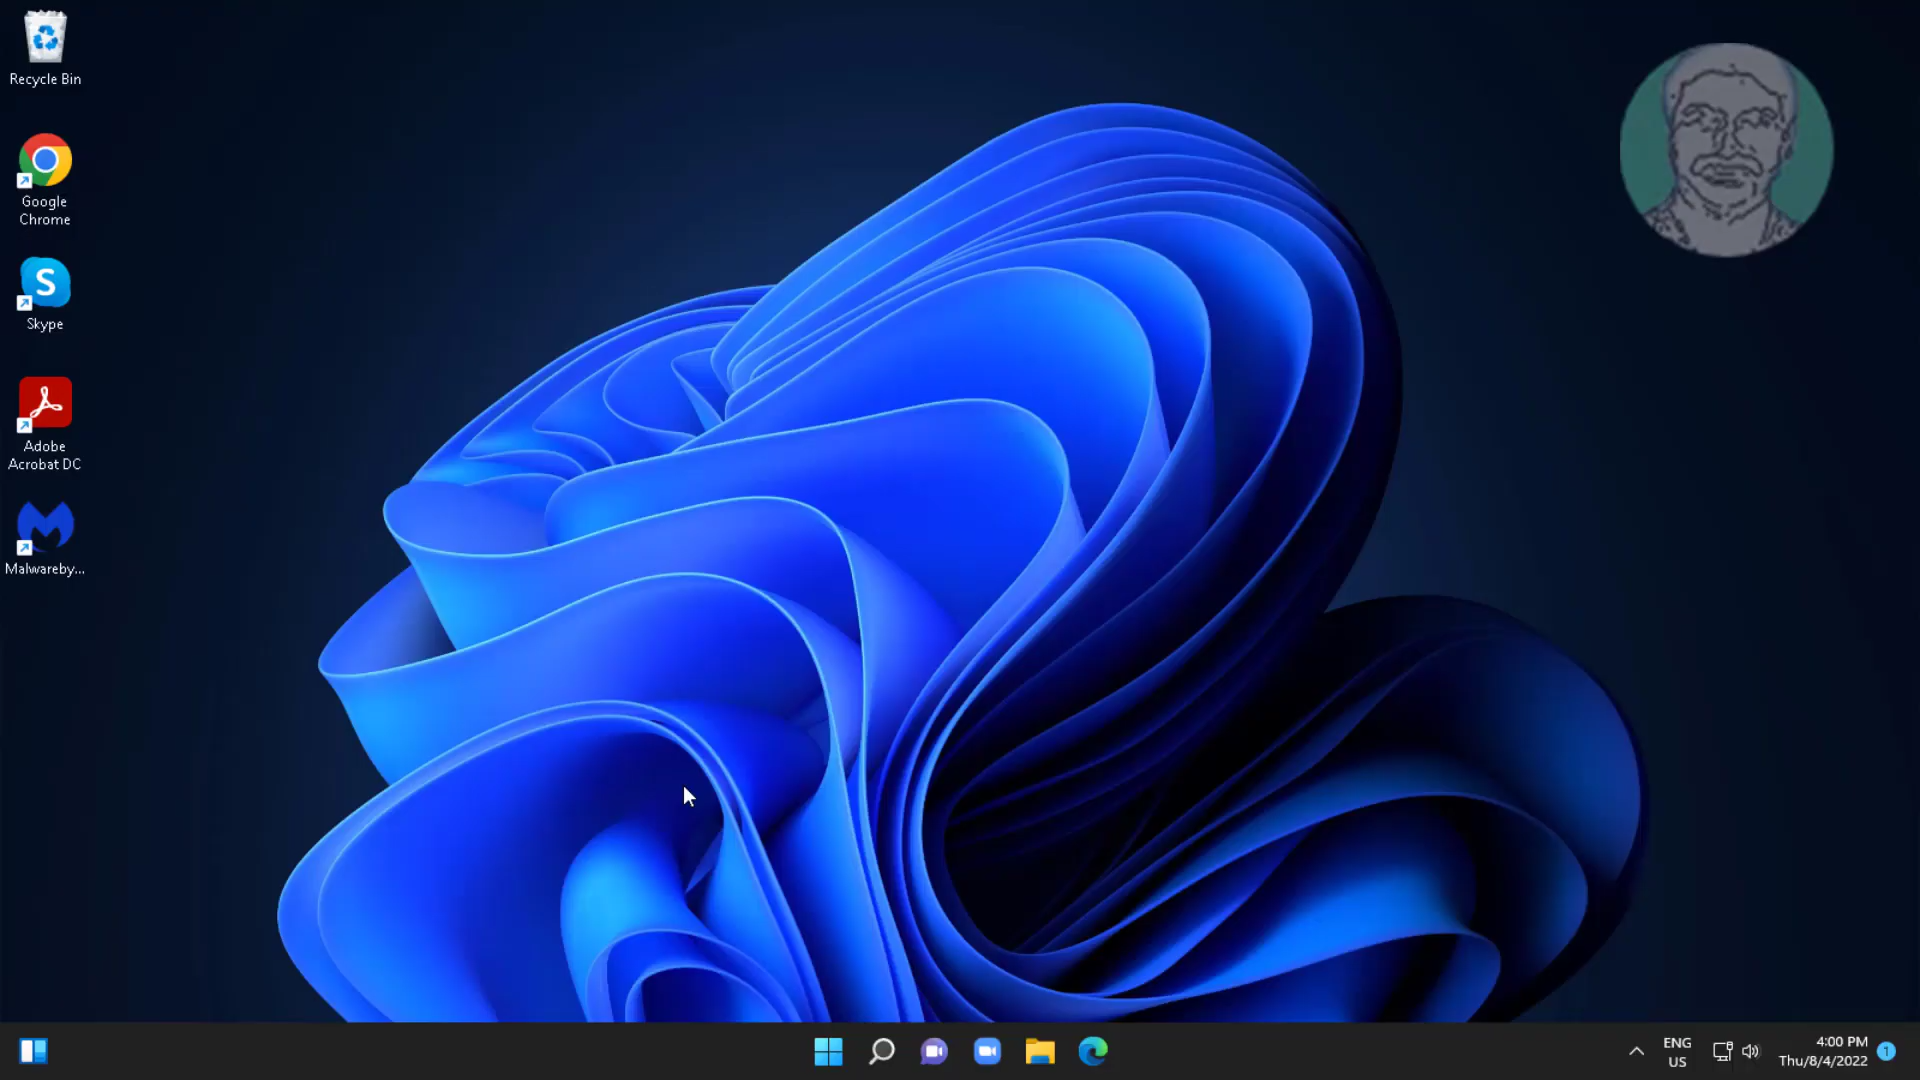 Recycle Bin
Google
Chrome
S
Skype
Adobe
Acrobat DC
Malwareby...
ENG
US
4:00 PM
Thu/8/4/2022
1